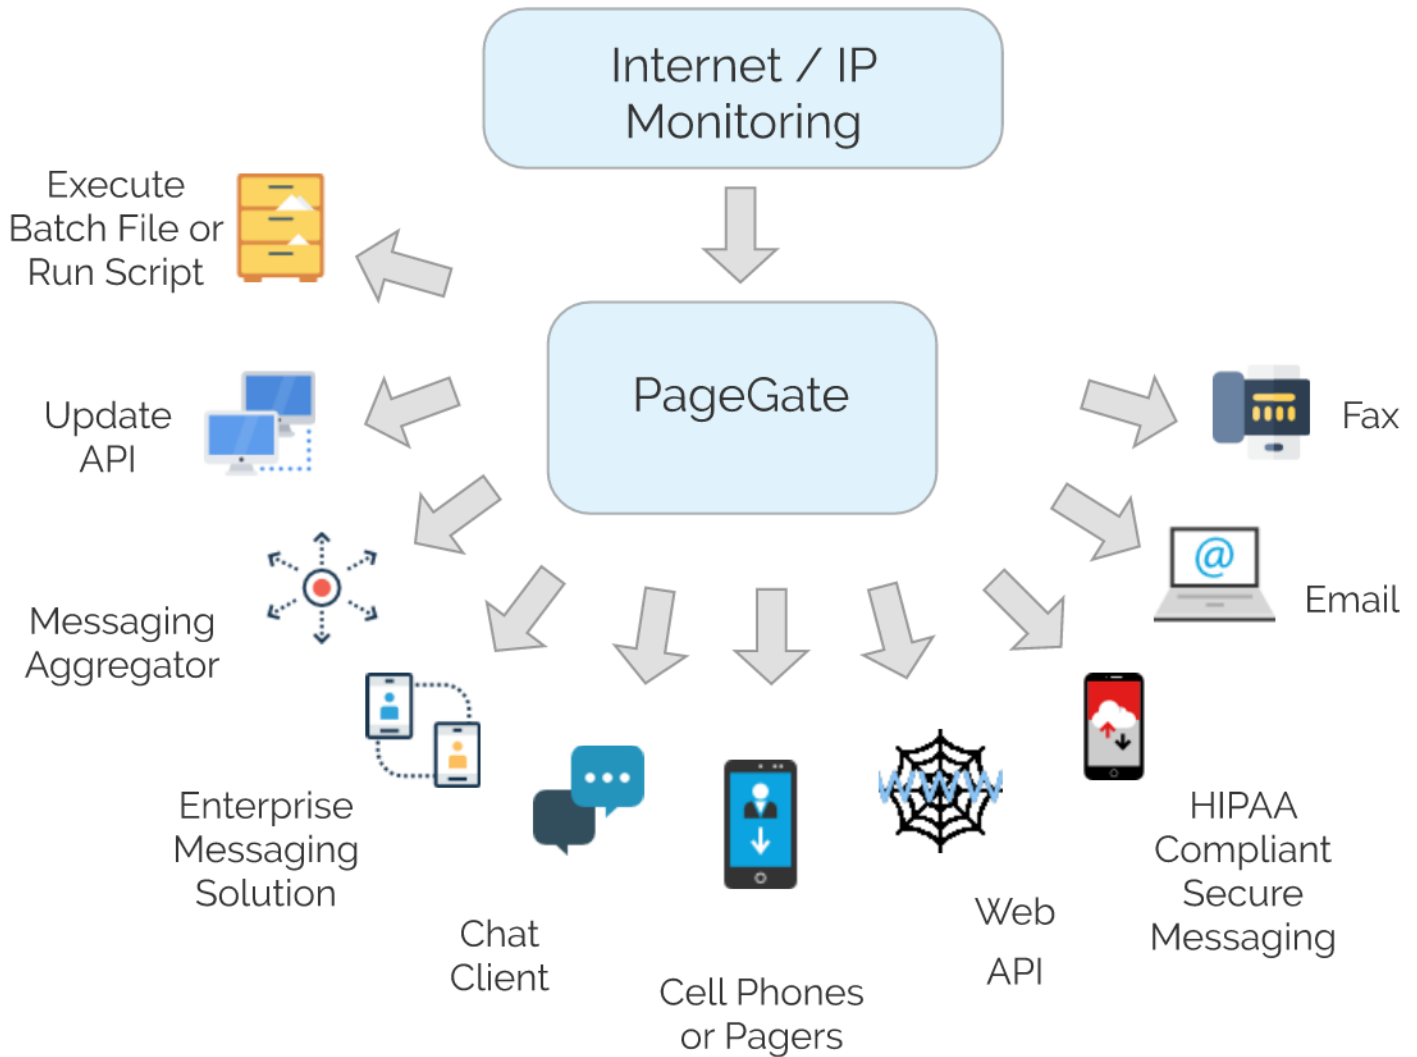 Internet / IP
Monitoring
Execute
Batch File or
Run Script
PageGate
Update
API
Fax
Email
Messaging
Aggregator
Enterprise
Messaging
Solution
WWW
HIPAA
Compliant
Secure
Messaging
Chat
Client
Web
API
Cell Phones
or Pagers
@